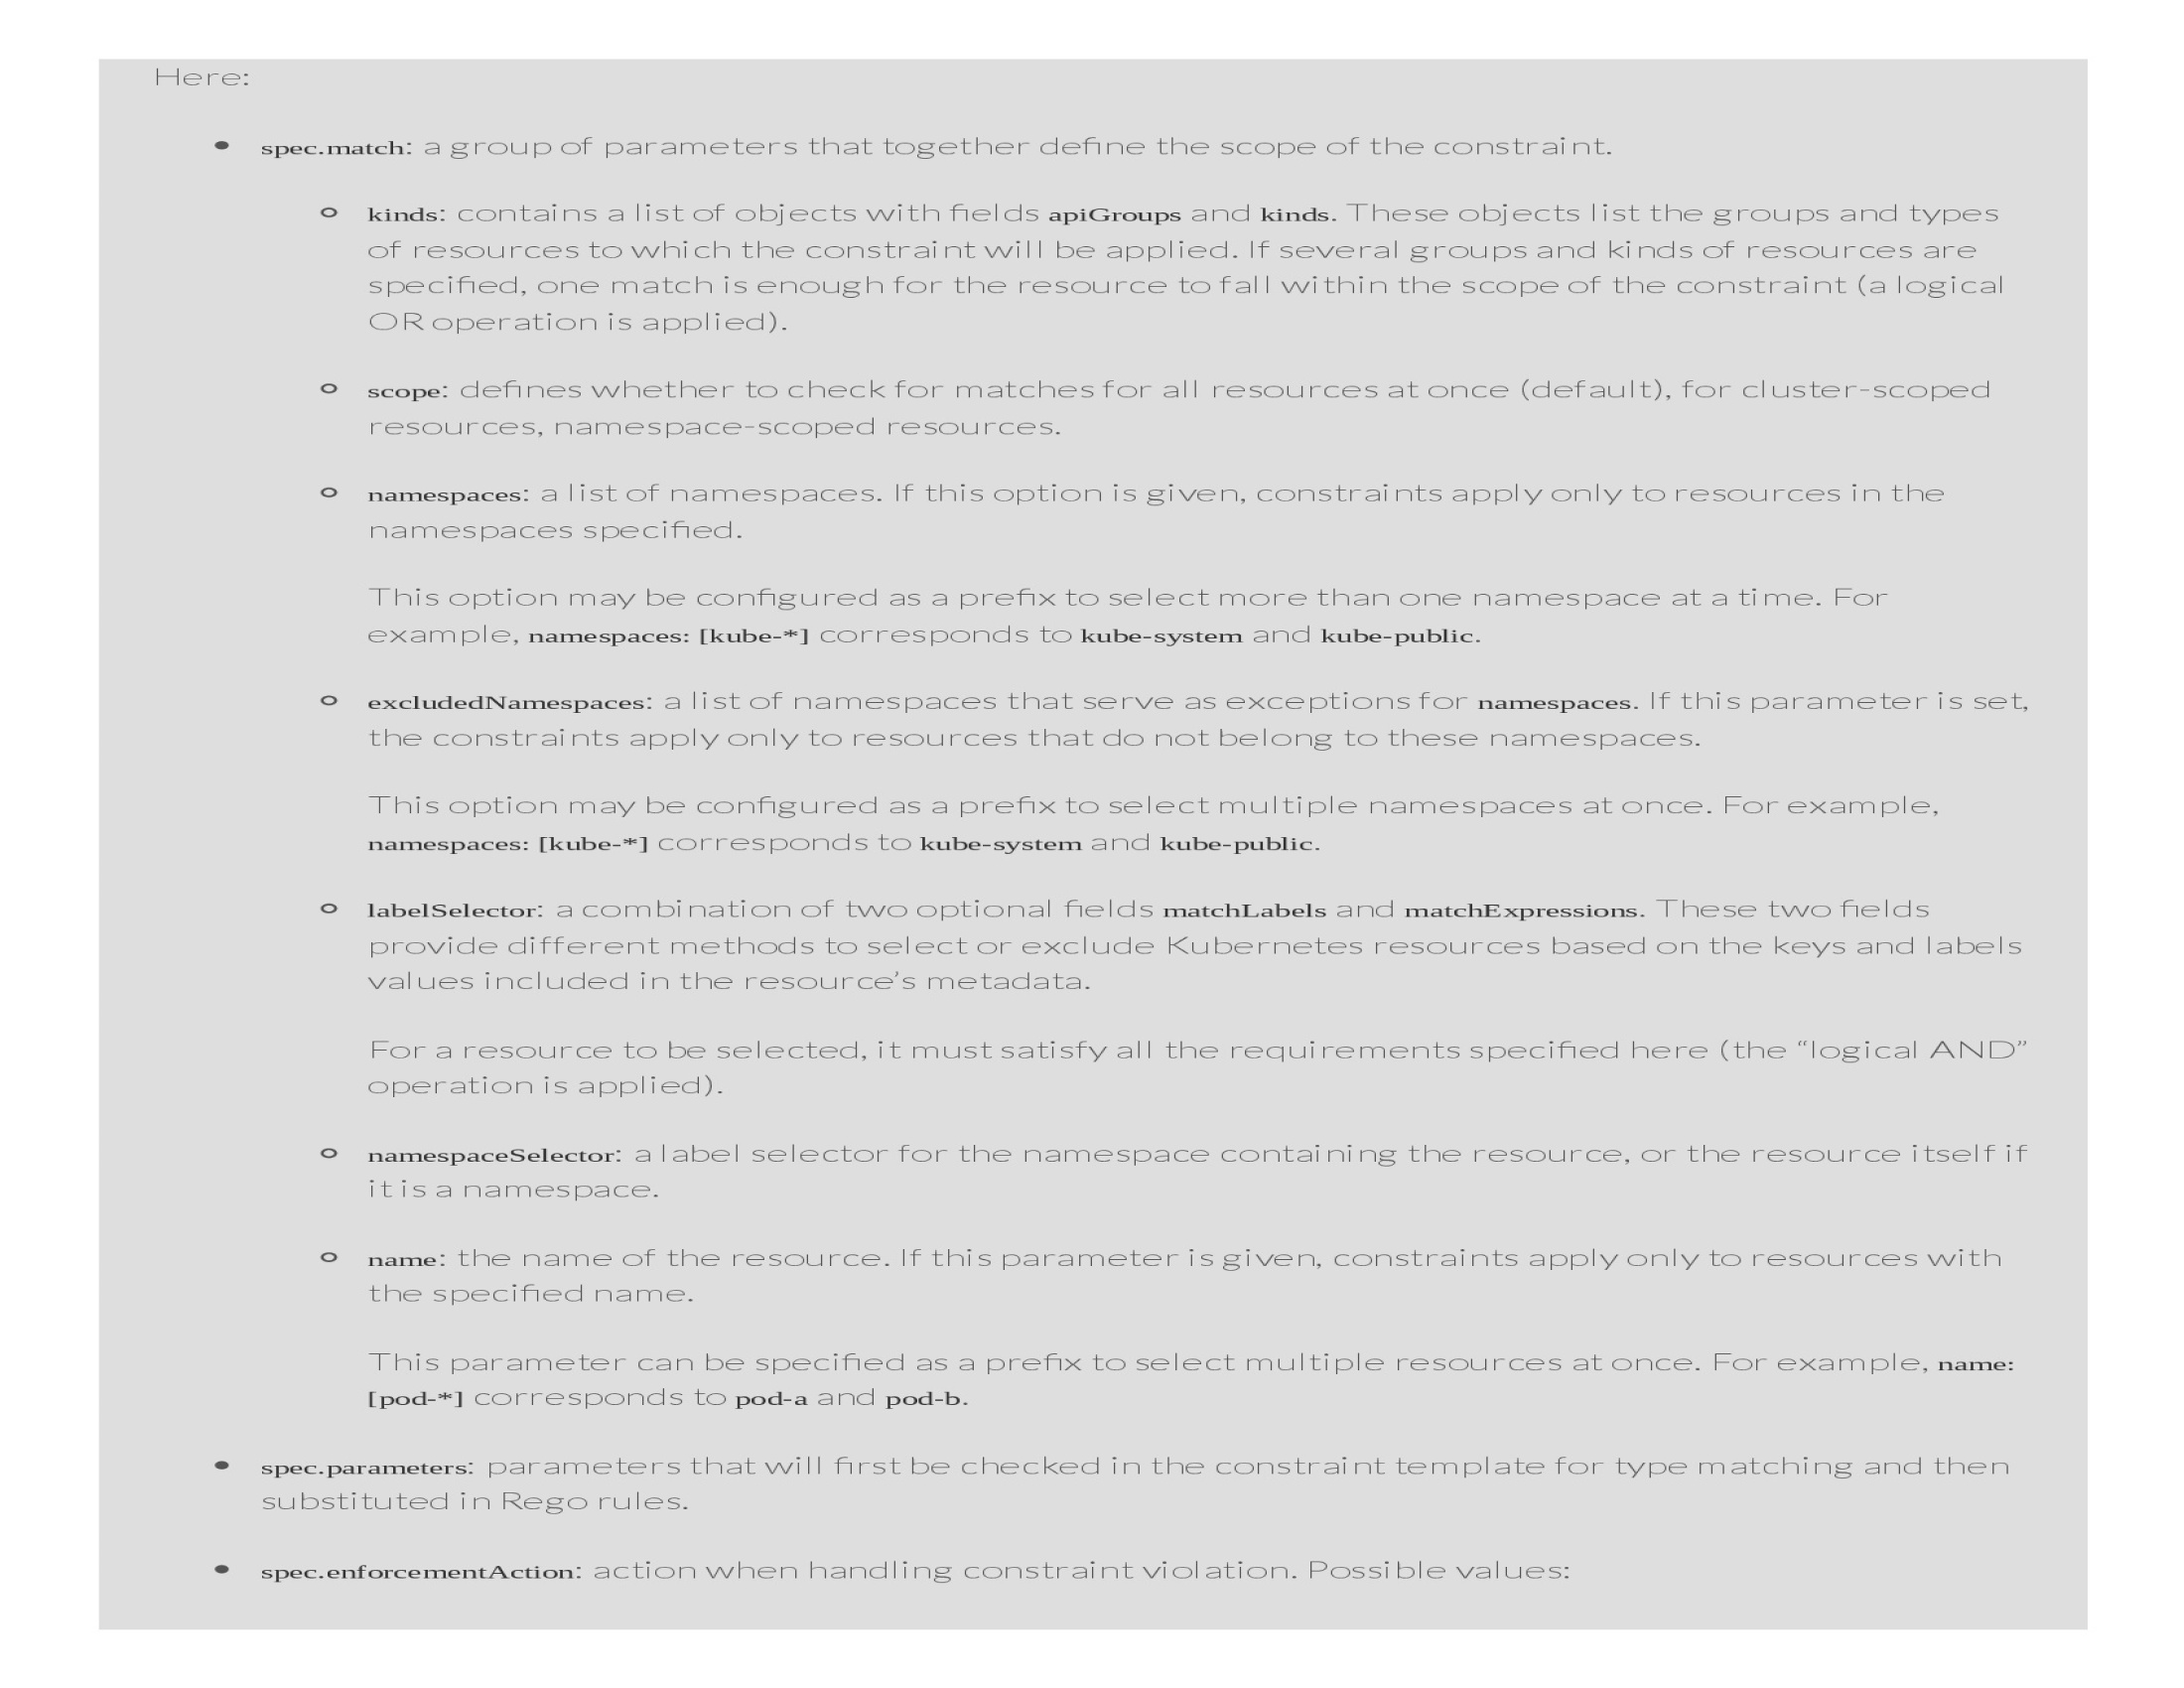 Here:
• spec.match: a group of parameters that together define the scope of the constraint.
◦ kinds: contains a list of objects with fields apiGroups and kinds. These objects list the groups and types
of resources to which the constraint will be applied. If several groups and kinds of resources are
specified, one match is enough for the resource to fall within the scope of the constraint (a logical
OR operation is applied).
◦ scope: defines whether to check for matches for all resources at once (default), for cluster-scoped
resources, namespace-scoped resources.
◦ namespaces: a list of namespaces. If this option is given, constraints apply only to resources in the
namespaces specified.
This option may be configured as a prefix to select more than one namespace at a time. For
example, namespaces: [kube-*] corresponds to kube-system and kube-public.
◦ excludedNamespaces: a list of namespaces that serve as exceptions for namespaces. If this parameter is set,
the constraints apply only to resources that do not belong to these namespaces.
This option may be configured as a prefix to select multiple namespaces at once. For example,
namespaces: [kube-*] corresponds to kube-system and kube-public.
◦ labelSelector: a combination of two optional fields matchLabels and matchExpressions. These two fields
provide different methods to select or exclude Kubernetes resources based on the keys and labels
values included in the resource’s metadata.
For a resource to be selected, it must satisfy all the requirements specified here (the “logical AND”
operation is applied).
◦ namespaceSelector: a label selector for the namespace containing the resource, or the resource itself if
it is a namespace.
◦ name: the name of the resource. If this parameter is given, constraints apply only to resources with
the specified name.
This parameter can be specified as a prefix to select multiple resources at once. For example, name:
[pod-*] corresponds to pod-a and pod-b.
• spec.parameters: parameters that will first be checked in the constraint template for type matching and then
substituted in Rego rules.
• spec.enforcementAction: action when handling constraint violation. Possible values: